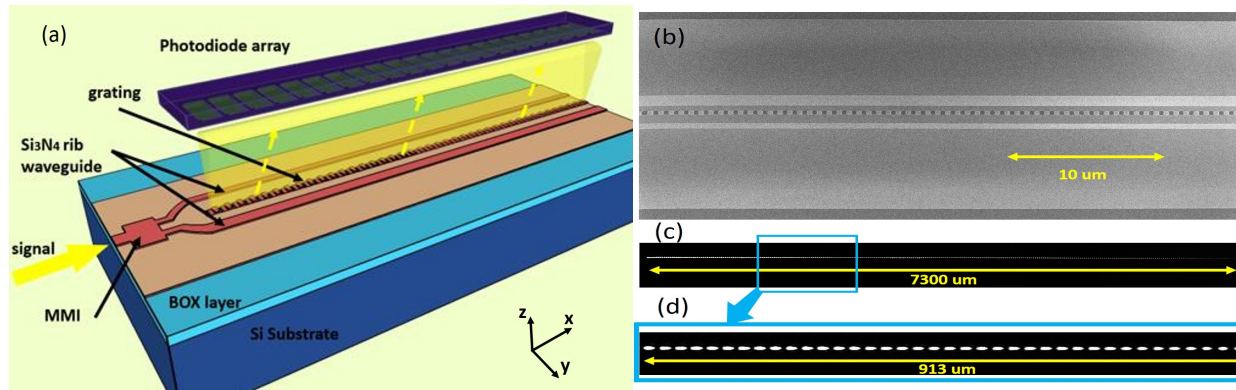 (a)
Photodiode array
grating
Si3N4 rib
waveguide
signal
MMI
BOX layer
Si Substrate
z
x
y
(b)
10 um
(c)
7300 um
(d)
913 um